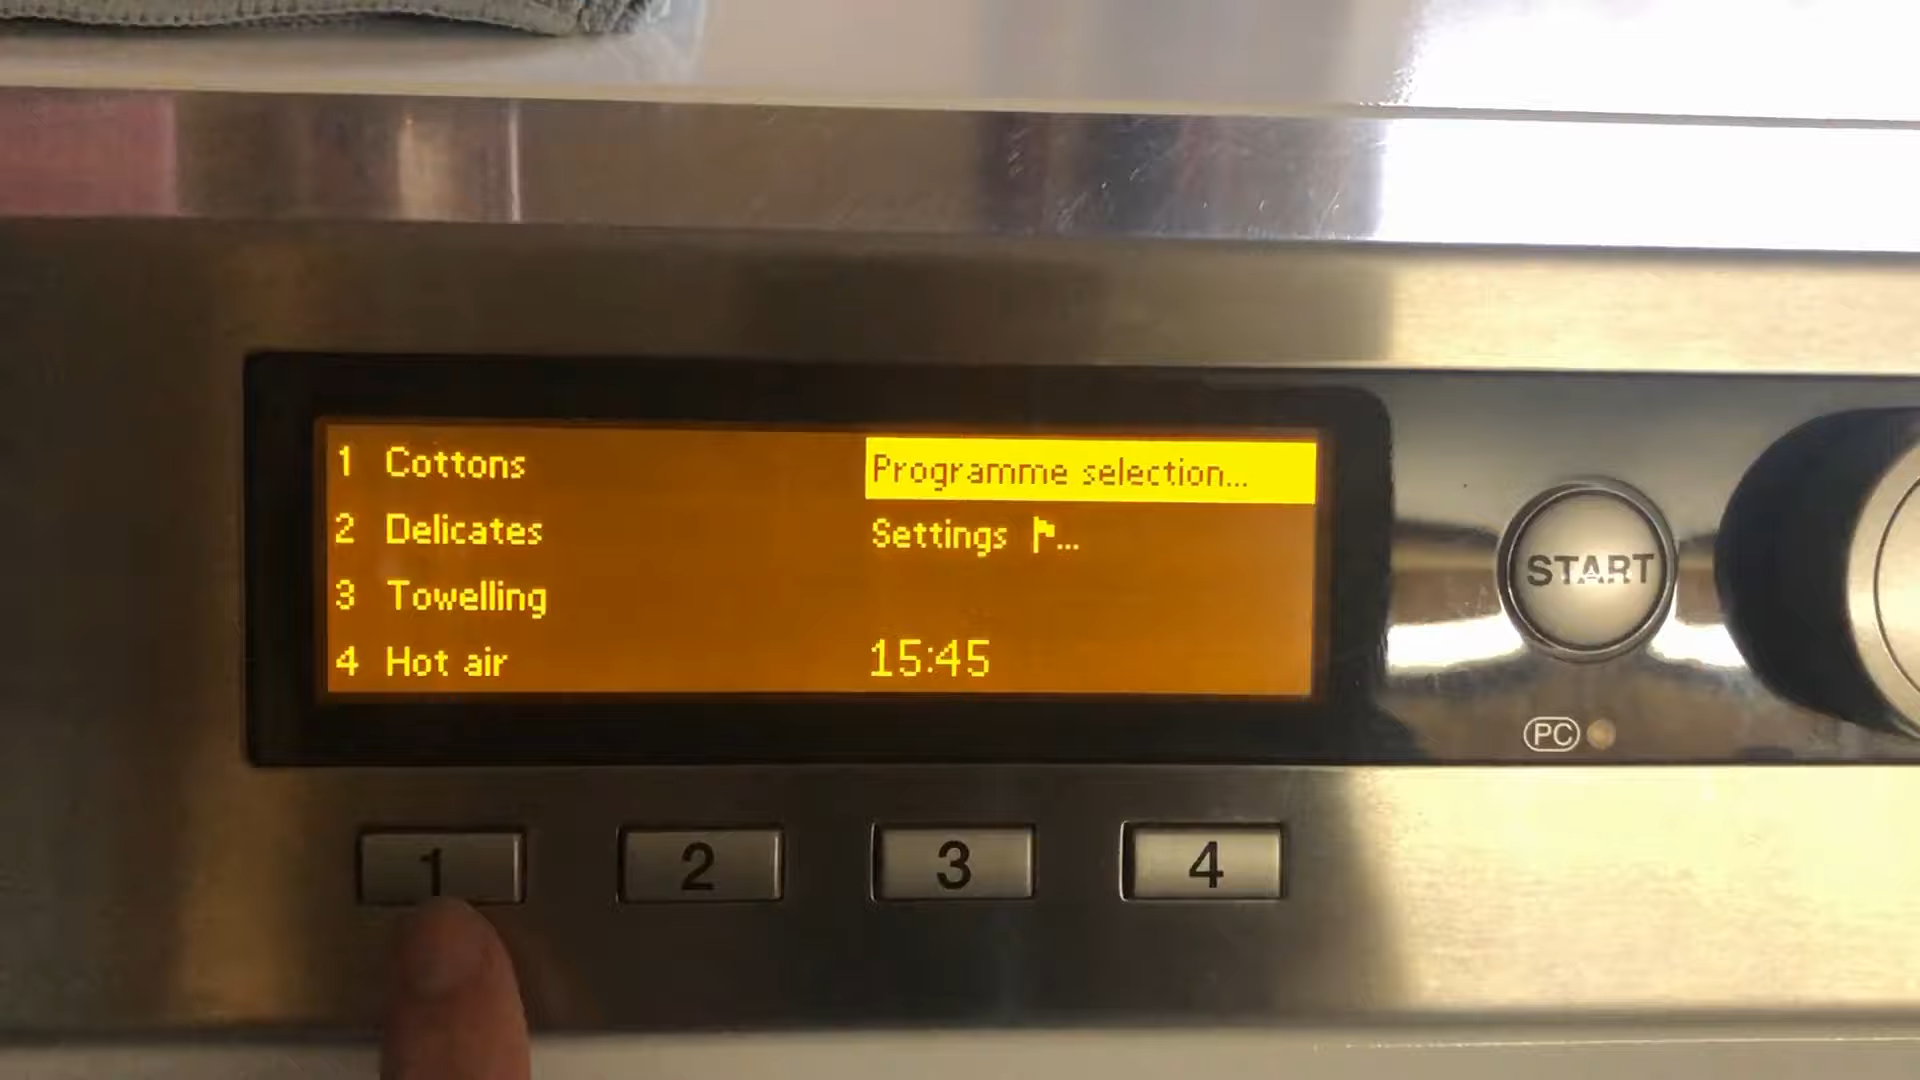 1 Cottons
2 Delicates
3 Towelling
4 Hot air
Programme selection...
Settings ...
15:45
START
PC
1
2
3
4